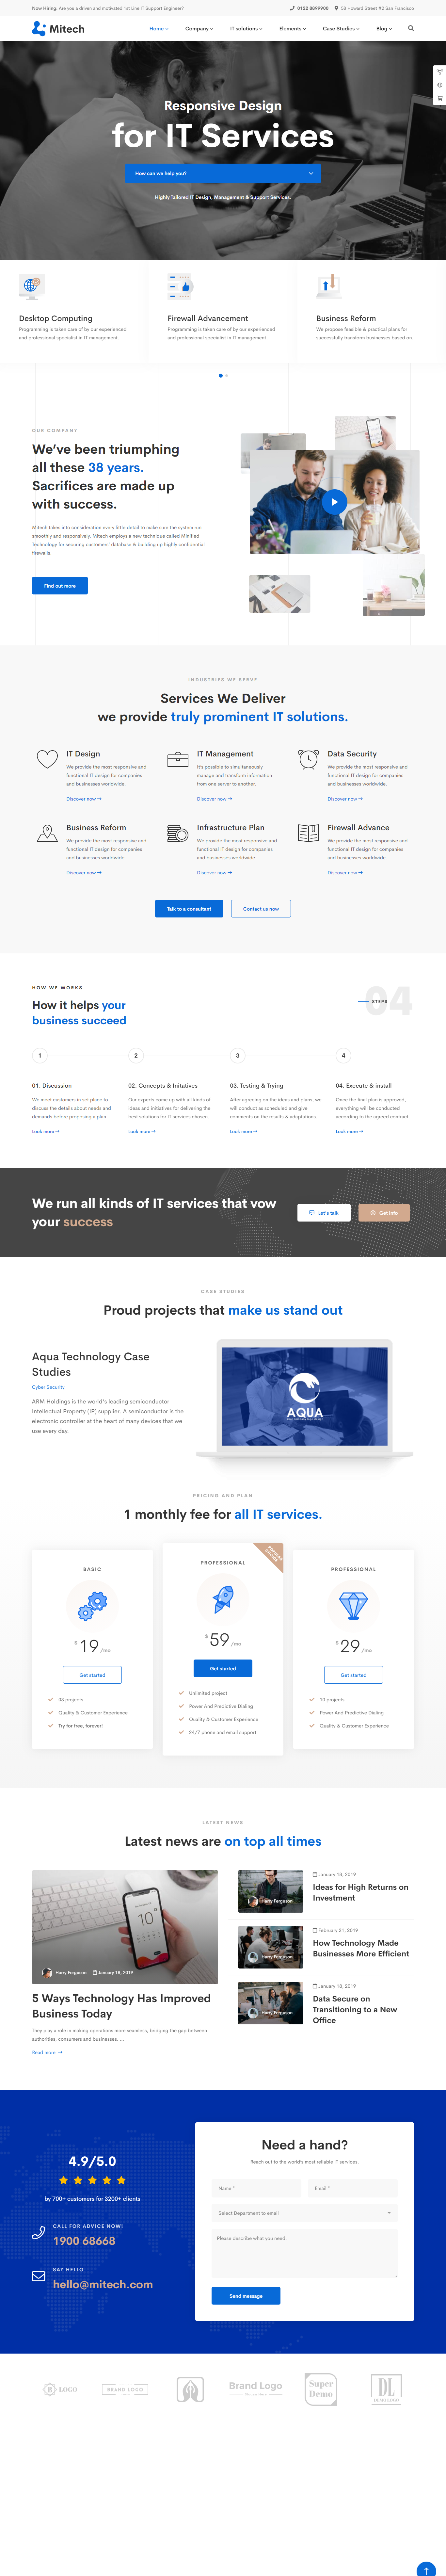 Now Hiring: Are you a driven and motivated 1st Line IT Support Engineer?
0122 8899900
58 Howard Street #2 San Francisco
Mitech
Home
Company
IT solutions
Elements
Case Studies
Blog
Responsive Design
for IT Services
How can we help you?
Highly Tailored IT Design, Management & Support Services.
Desktop Computing
Programming is taken care of by our experienced
and professional specialist in IT management.
Firewall Advancement
Programming is taken care of by our experienced
and professional specialist in IT management.
Business Reform
We propose feasible & practical plans for
successfully transform businesses based on.
OUR COMPANY
We've been triumphing
all these 38 years.
Sacrifices are made up
with success.
Mitech takes into consideration every little detail to make sure the system run
smoothly and responsively. Mitech employs a new technique called Minified
Technology for securing customers' database & building up highly confidential
firewalls.
Find out more
INDUSTRIES WE SERVE
Services We Deliver
we provide truly prominent IT solutions.
IT Design
We provide the most responsive and
functional IT design for companies
and businesses worldwide.
Discover now →
IT Management
It's possible to simultaneously
manage and transform information
from one server to another.
Discover now →
Data Security
We provide the most responsive and
functional IT design for companies
and businesses worldwide.
Discover now →
Business Reform
We provide the most responsive and
functional IT design for companies
and businesses worldwide.
Discover now →
Infrastructure Plan
We provide the most responsive and
functional IT design for companies
and businesses worldwide.
Discover now →
Firewall Advance
We provide the most responsive and
functional IT design for companies
and businesses worldwide.
Discover now →
Talk to a consultant
Contact us now
HOW WE WORKS
How it helps your
business succeed
04
STEPS
1
2
3
4
01. Discussion
We meet customers in set place to
discuss the details about needs and
demands before proposing a plan.
Look more →
02. Concepts & Initatives
Our experts come up with all kinds of
ideas and initiatives for delivering the
best solutions for IT services chosen.
Look more →
03. Testing & Trying
After agreeing on the ideas and plans, we
will conduct as scheduled and give
comments on the results & adaptations.
Look more →
04. Execute & install
Once the final plan is approved,
everything will be conducted
according to the agreed contract.
Look more →
We run all kinds of IT services that vow
your success
Let's talk
Get info
CASE STUDIES
Proud projects that make us stand out
Aqua Technology Case
Studies
Cyber Security
ARM Holdings is the world's leading semiconductor
Intellectual Property (IP) supplier. A semiconductor is the
electronic controller at the heart of many devices that we
use every day.
PRICING AND PLAN
1 monthly fee for all IT services.
BASIC
$19/mo
Get started
03 projects
Quality & Customer Experience
Try for free, forever!
PROFESSIONAL
$59/mo
Get started
Unlimited project
Power And Predictive Dialing
Quality & Customer Experience
24/7 phone and email support
PROFESSIONAL
$29/mo
Get started
10 projects
Power And Predictive Dialing
Quality & Customer Experience
LATEST NEWS
Latest news are on top all times
Harry Ferguson
January 18, 2019
5 Ways Technology Has Improved
Business Today
They play a role in making operations more seamless, bridging the gap between
authorities, consumers and businesses. ...
Read more →
Harry Ferguson
January 18, 2019
Ideas for High Returns on
Investment
Harry Ferguson
February 21, 2019
How Technology Made
Businesses More Efficient
Harry Ferguson
January 18, 2019
Data Secure on
Transitioning to a New
Office
4.9/5.0
by 700+ customers for 3200+ clients
CALL FOR ADVICE NOW!
1900 68668
SAY HELLO
hello@mitech.com
Need a hand?
Reach out to the world's most reliable IT services.
Name *
Email *
Select Department to email
Please describe what you need.
Send message
B LOGO
BRAND LOGO
Brand Logo
Super
Demo
DL